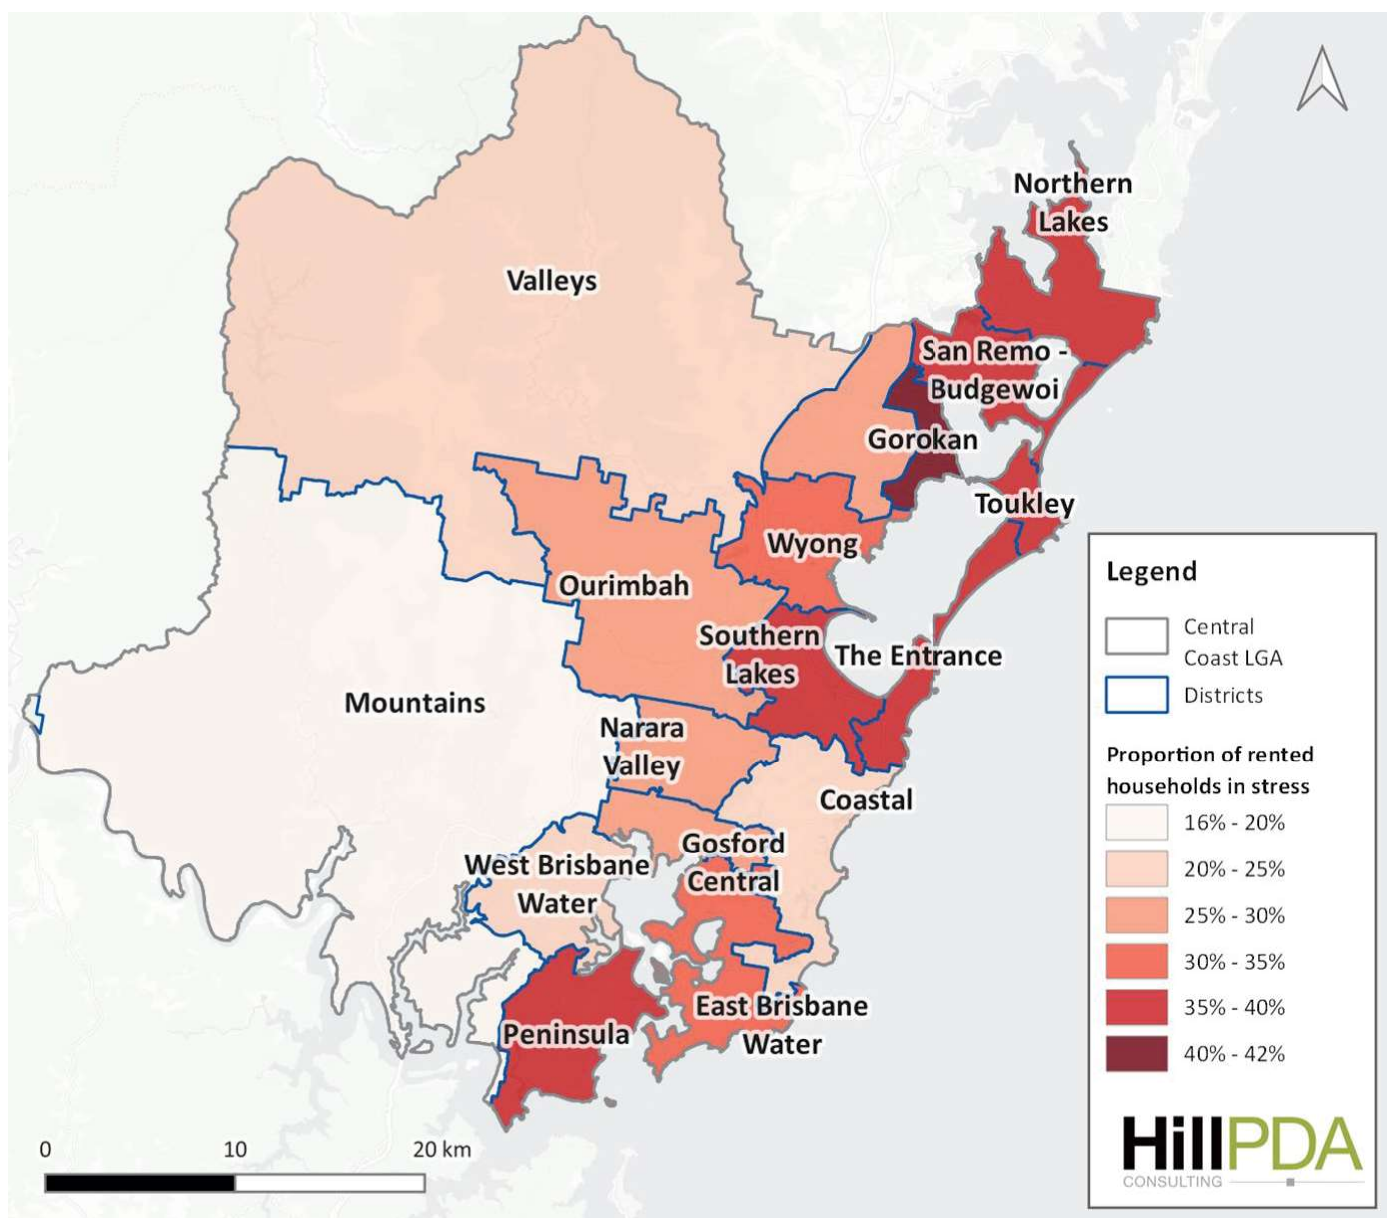 Northern
Lakes
Valleys
San Remo -
Budgewoi
Gorokan
Toukley
Wyong
Ourimbah
Southern
Lakes
The Entrance
Mountains
Narara
Valley
Coastal
Gosford
Central
West Brisbane
Water
East Brisbane
Water
Peninsula
0 10 20 km
Legend
Central
Coast LGA
Districts
Proportion of rented
households in stress
16% - 20%
20% - 25%
25% - 30%
30% - 35%
35% - 40%
40% - 42%
HillPDA
CONSULTING